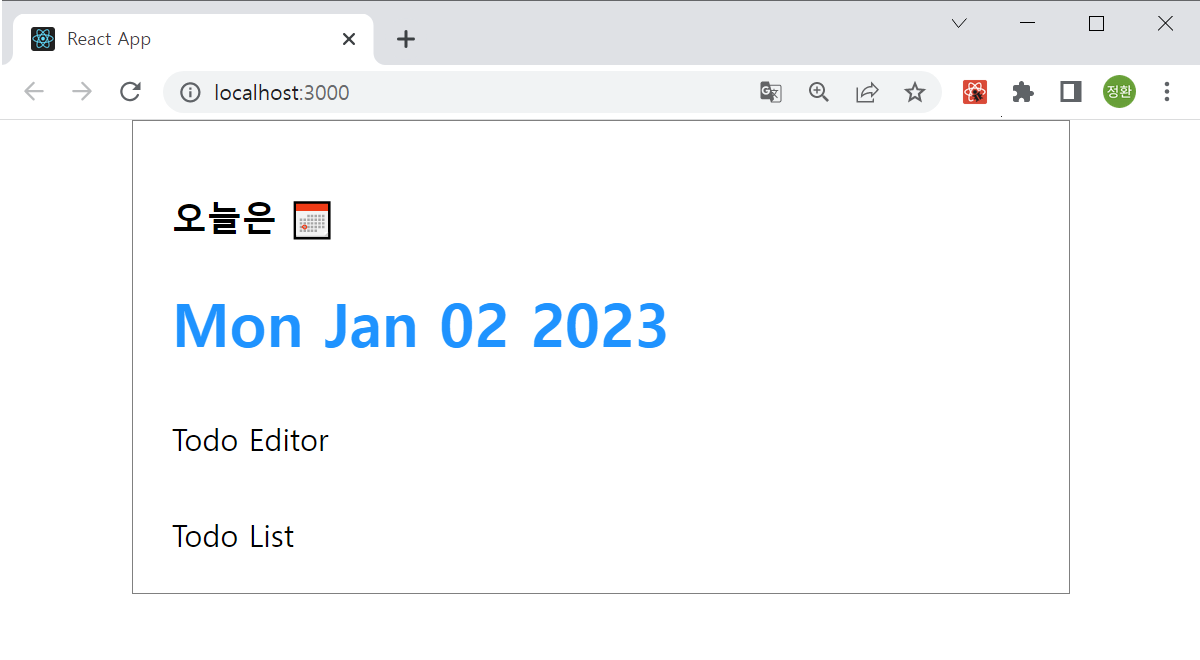 React App
localhost:3000
정환
오늘은 📅
Mon Jan 02 2023
Todo Editor
Todo List